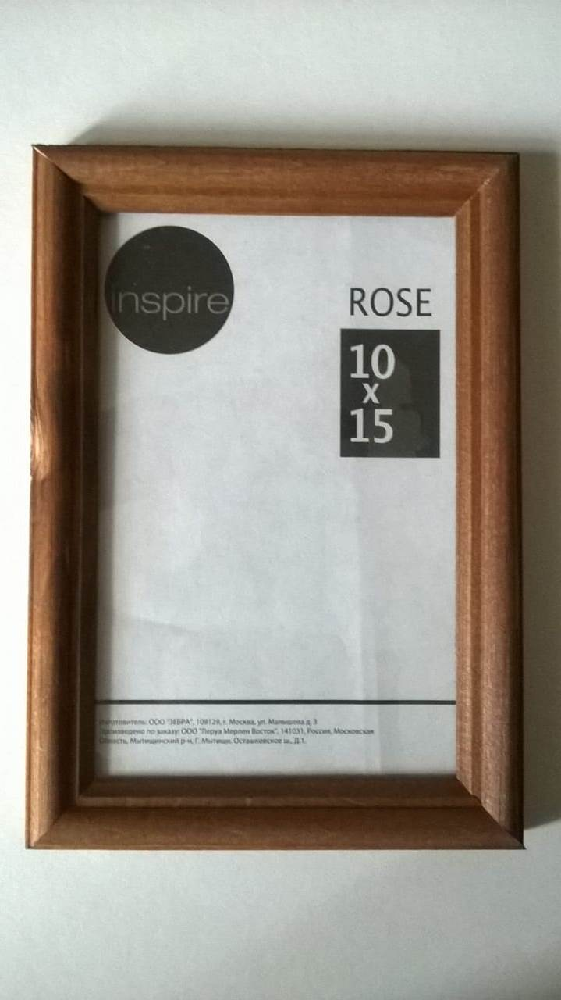 inspire
ROSE
10
x
15
Изготовитель: ООО "ЗЕБРА", 109129, г. Москва, ул. Малышева д. 3
Произведено по заказу: ООО "Леруа Мерлен Восток", 141031, Россия, Московская
Область, Мытищинский р-н, Г. Мытищи, Осташковское ш., Д.1.